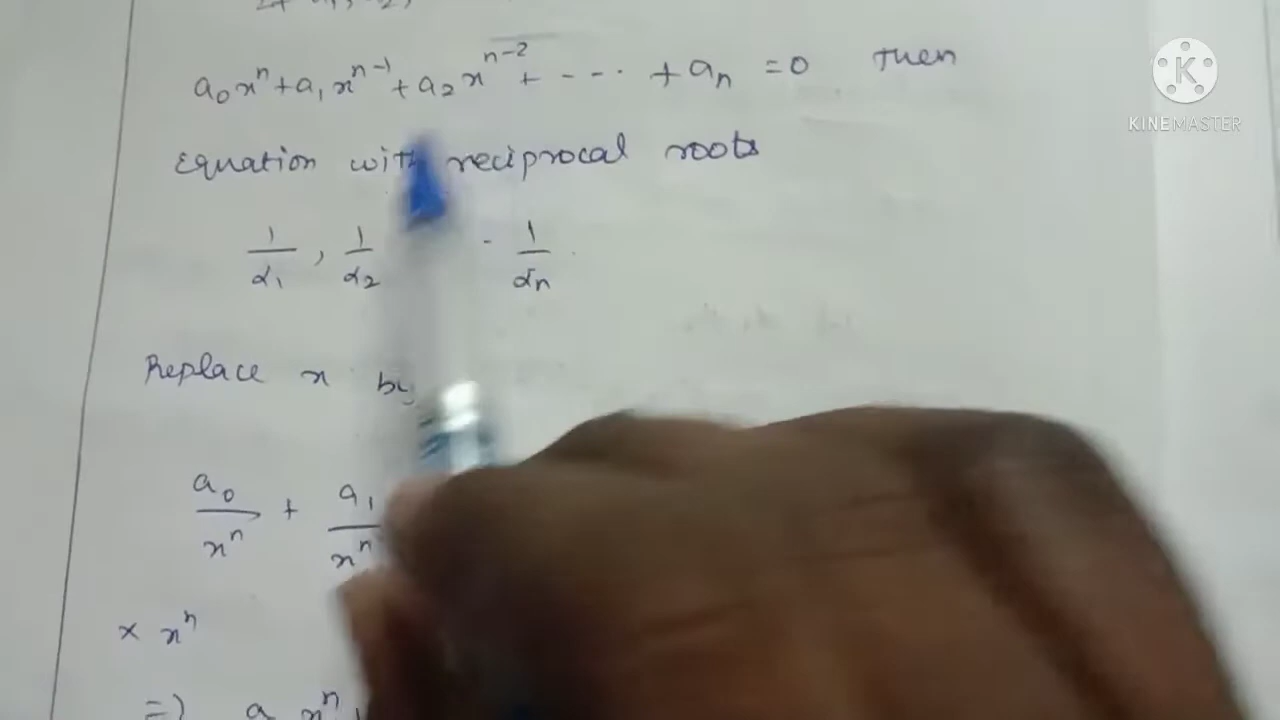 a₀xⁿ + a₁xⁿ⁻¹ + a₂xⁿ⁻² + - - - · + aₙ = 0 then
KINEMASTER
Equation with reciprocal roots
1/α₁ , 1/α₂ - 1/αₙ
Replace x by
a₀/xⁿ + a₁/xⁿ
× xⁿ
=)